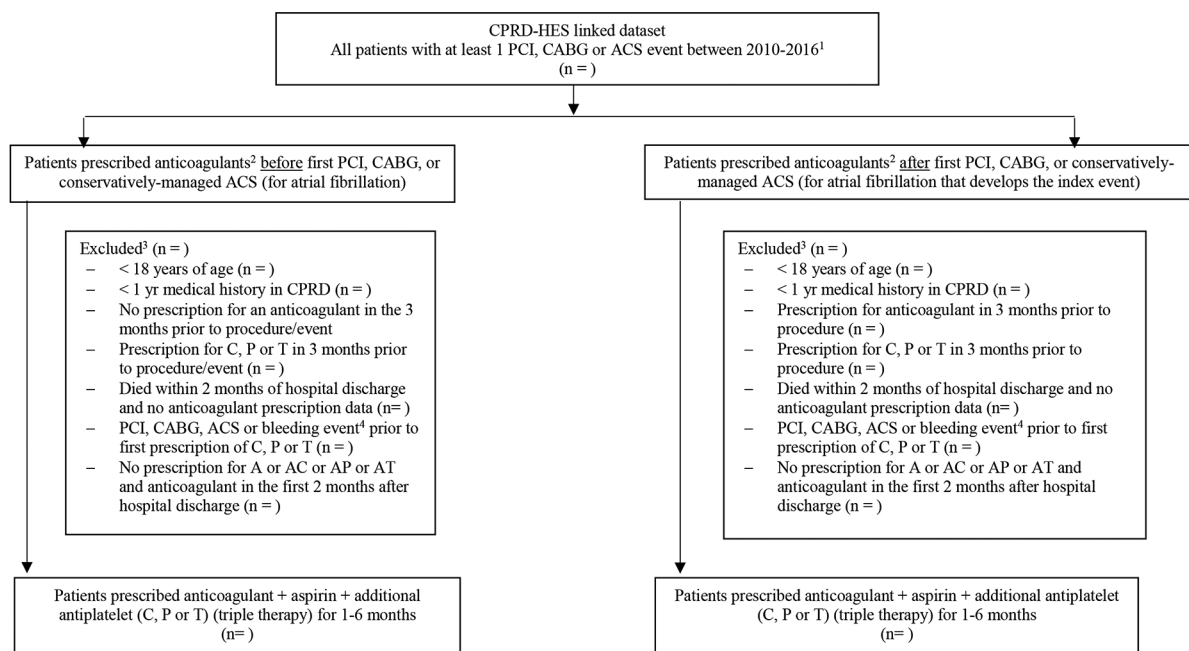 CPRD-HES linked dataset
All patients with at least 1 PCI, CABG or ACS event between 2010-2016¹
(n = )
Patients prescribed anticoagulants² before first PCI, CABG, or
conservatively-managed ACS (for atrial fibrillation)
Patients prescribed anticoagulants² after first PCI, CABG, or conservatively-
managed ACS (for atrial fibrillation that develops the index event)
Excluded³ (n = )
– < 18 years of age (n = )
– < 1 yr medical history in CPRD (n = )
– No prescription for an anticoagulant in the 3
months prior to procedure/event
– Prescription for C, P or T in 3 months prior
to procedure/event (n = )
– Died within 2 months of hospital discharge
and no anticoagulant prescription data (n= )
– PCI, CABG, ACS or bleeding event⁴ prior to
first prescription of C, P or T (n = )
– No prescription for A or AC or AP or AT
and anticoagulant in the first 2 months after
hospital discharge (n = )
Excluded³ (n = )
– < 18 years of age (n = )
– < 1 yr medical history in CPRD (n = )
– Prescription for anticoagulant in 3 months prior to
procedure (n = )
– Prescription for C, P or T in 3 months prior to
procedure (n = )
– Died within 2 months of hospital discharge and no
anticoagulant prescription data (n= )
– PCI, CABG, ACS or bleeding event⁴ prior to first
prescription of C, P or T (n = )
– No prescription for A or AC or AP or AT and
anticoagulant in the first 2 months after hospital
discharge (n = )
Patients prescribed anticoagulant + aspirin + additional
antiplatelet (C, P or T) (triple therapy) for 1-6 months
(n= )
Patients prescribed anticoagulant + aspirin + additional antiplatelet
(C, P or T) (triple therapy) for 1-6 months
(n= )